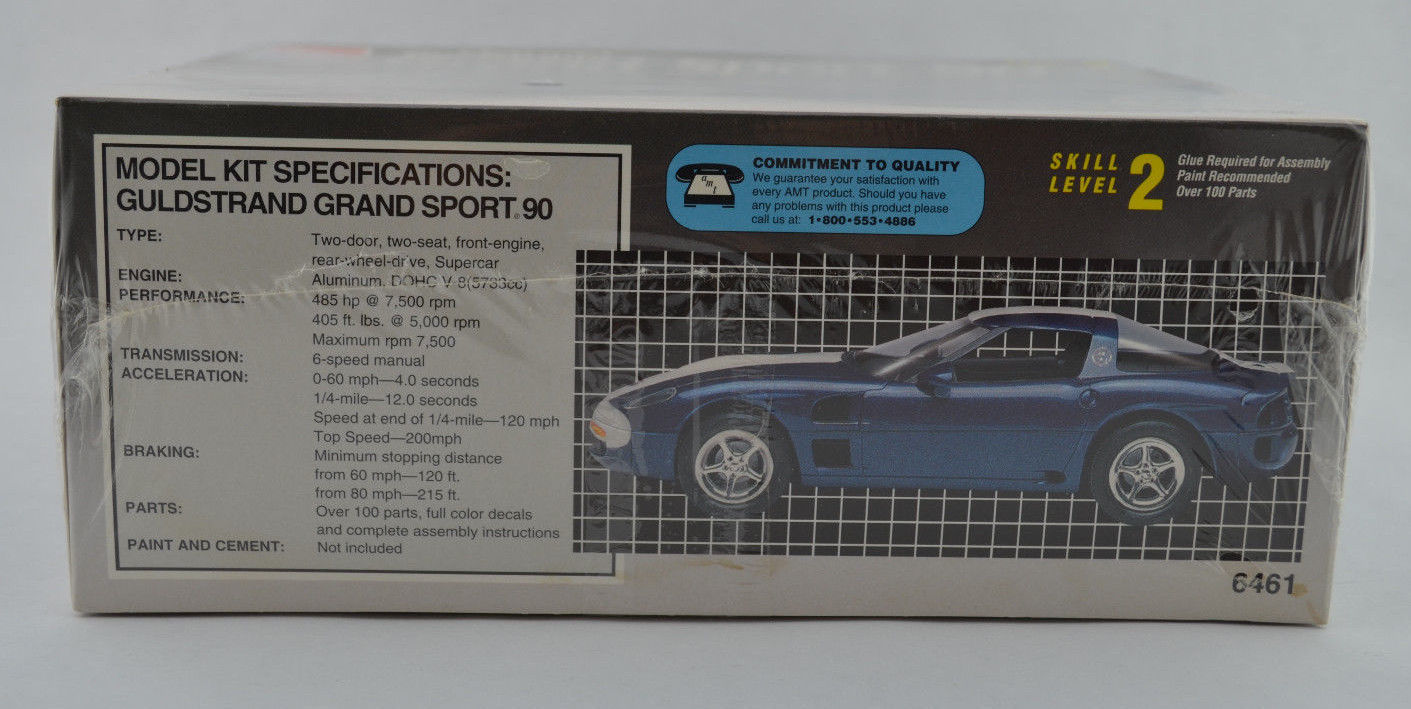 MODEL KIT SPECIFICATIONS:
GULDSTRAND GRAND SPORT® 90
TYPE: Two-door, two-seat, front-engine,
rear-wheel-drive, Supercar
ENGINE: Aluminum, DOHC V-8(5733cc)
PERFORMANCE: 485 hp @ 7,500 rpm
405 ft. lbs. @ 5,000 rpm
Maximum rpm 7,500
TRANSMISSION: 6-speed manual
ACCELERATION: 0-60 mph—4.0 seconds
1/4-mile—12.0 seconds
Speed at end of 1/4-mile—120 mph
Top Speed—200mph
BRAKING: Minimum stopping distance
from 60 mph—120 ft.
from 80 mph—215 ft.
PARTS: Over 100 parts, full color decals
and complete assembly instructions
PAINT AND CEMENT: Not included
amt
COMMITMENT TO QUALITY
We guarantee your satisfaction with
every AMT product. Should you have
any problems with this product please
call us at: 1•800•553•4886
SKILL
LEVEL 2
Glue Required for Assembly
Paint Recommended
Over 100 Parts
6461